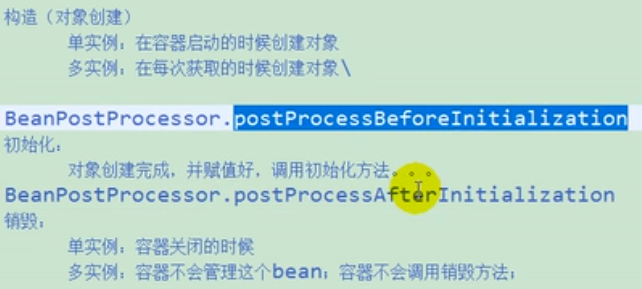 构造（对象创建）
单实例：在容器启动的时候创建对象
多实例：在每次获取的时候创建对象\
BeanPostProcessor.postProcessBeforeInitialization
初始化：
对象创建完成，并赋值好，调用初始化方法。。。
BeanPostProcessor.postProcessAfterInitialization
销毁：
单实例：容器关闭的时候
多实例：容器不会管理这个bean；容器不会调用销毁方法；